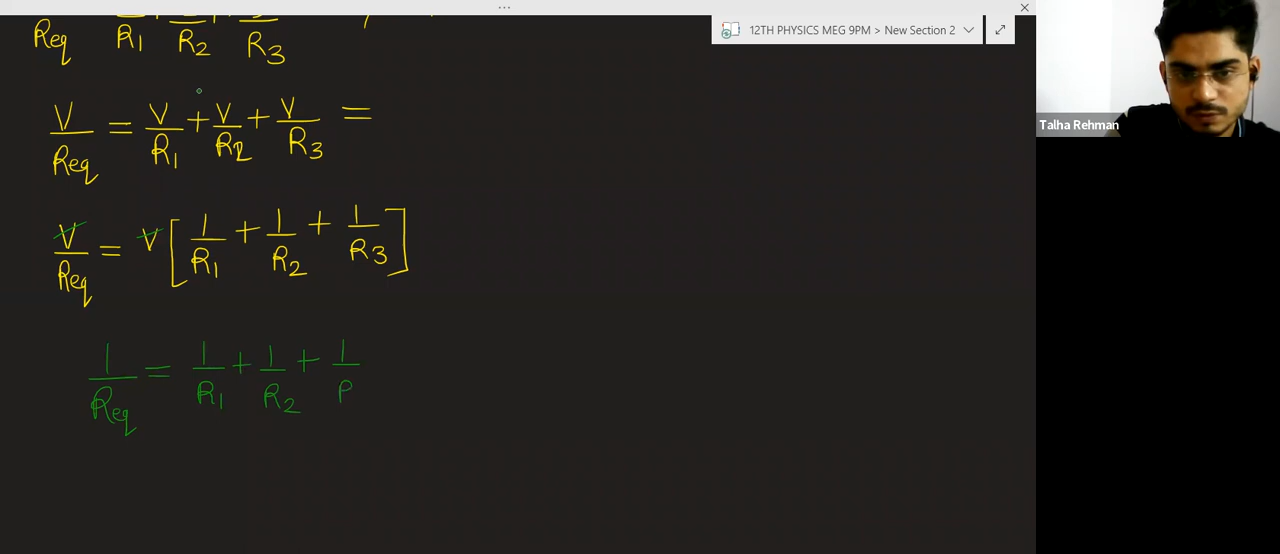 12TH PHYSICS MEG 9PM > New Section 2
Talha Rehman
Req R1 R2 R3
V/Req = V/R1 + V/R2 + V/R3 =
V/Req = V[1/R1 + 1/R2 + 1/R3]
1/Req = 1/R1 + 1/R2 + 1/P